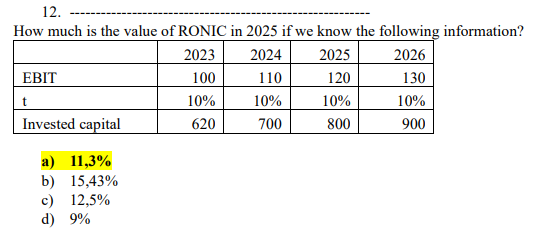 12. ------------------------------------------------------------
How much is the value of RONIC in 2025 if we know the following information?
2023 2024 2025 2026
EBIT 100 110 120 130
t 10% 10% 10% 10%
Invested capital 620 700 800 900
a) 11,3%
b) 15,43%
c) 12,5%
d) 9%